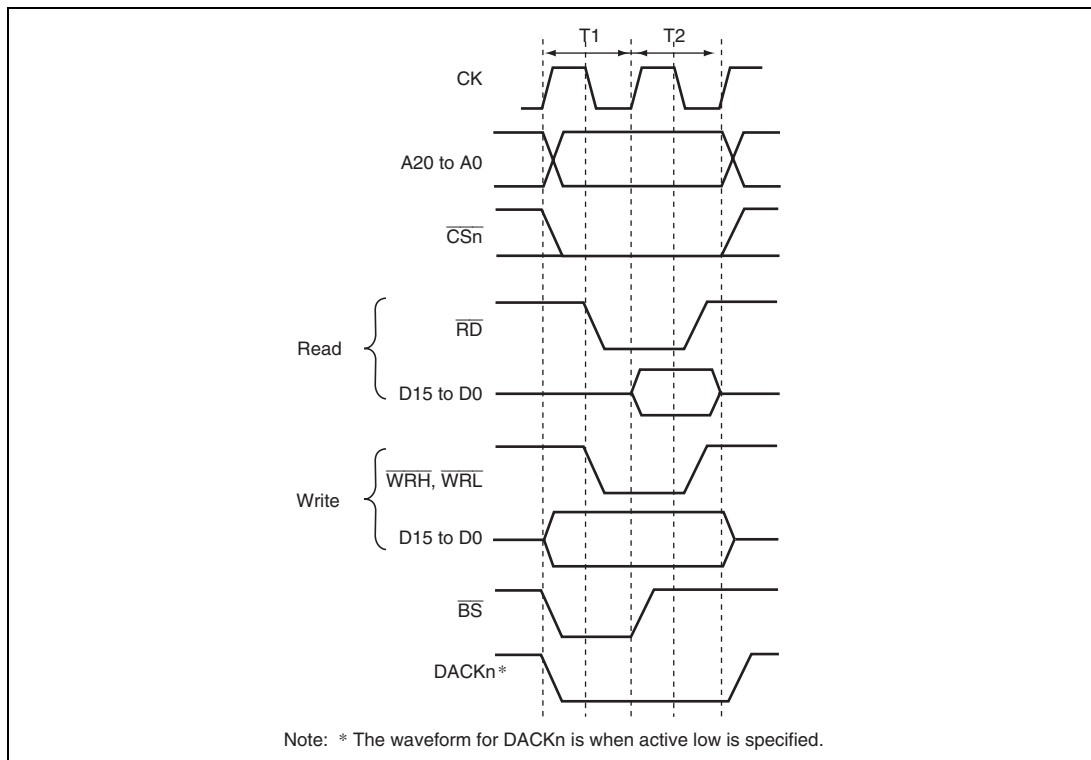 T1 T2
CK
A20 to A0
CSn
RD
Read
D15 to D0
WRH, WRL
Write
D15 to D0
BS
DACKn*
Note: * The waveform for DACKn is when active low is specified.